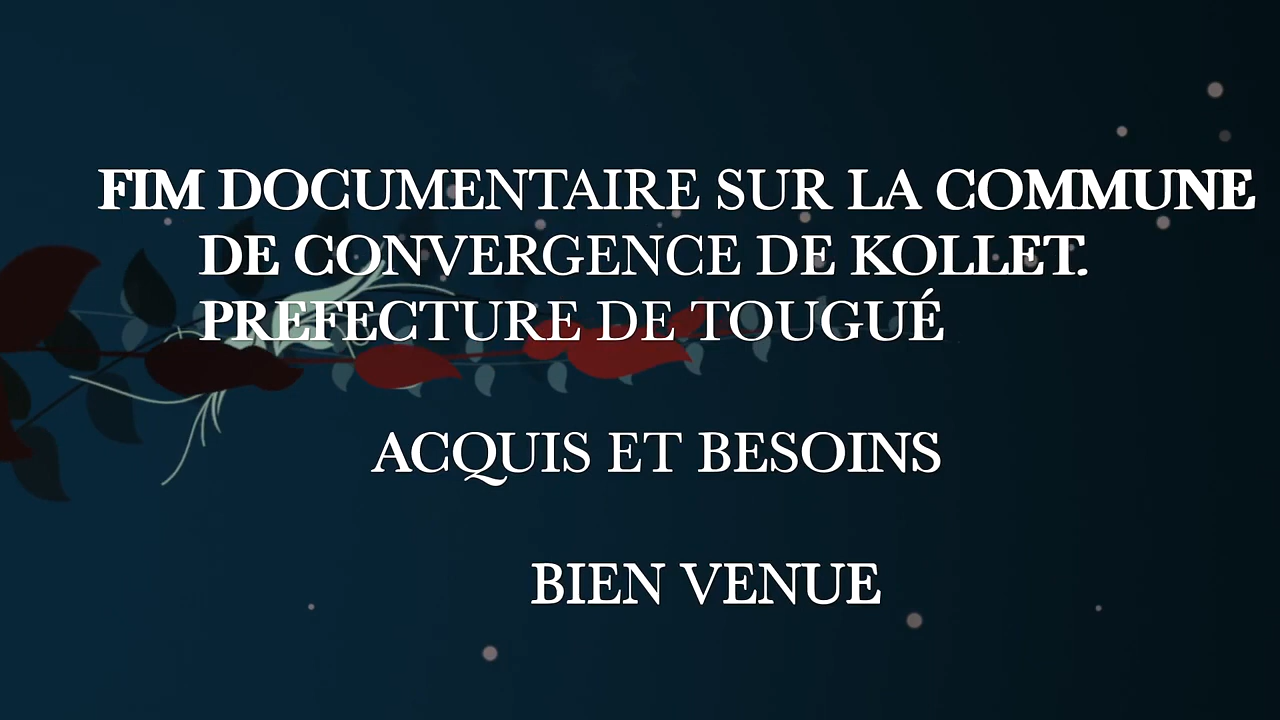 FIM DOCUMENTAIRE SUR LA COMMUNE
DE CONVERGENCE DE KOLLET.
PREFECTURE DE TOUGUÉ
ACQUIS ET BESOINS
BIEN VENUE